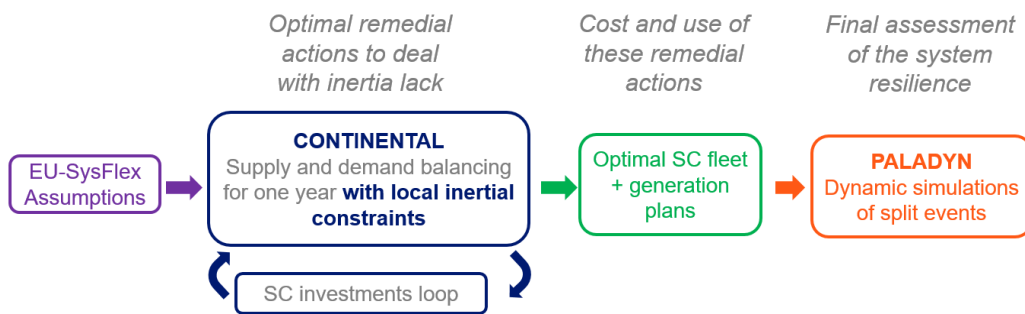 Optimal remedial
actions to deal
with inertia lack
Cost and use of
these remedial
actions
Final assessment
of the system
resilience
EU-SysFlex
Assumptions
CONTINENTAL
Supply and demand balancing
for one year with local inertial
constraints
Optimal SC fleet
+ generation
plans
PALADYN
Dynamic simulations
of split events
SC investments loop